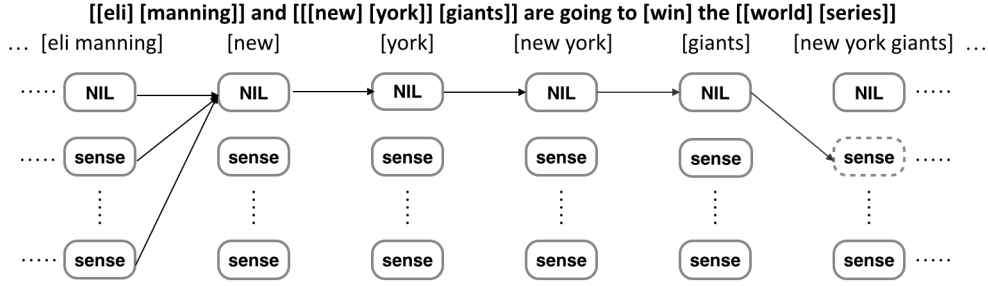 [[eli] [manning]] and [[[new] [york]] [giants]] are going to [win] the [[world] [series]]
... [eli manning] [new] [york] [new york] [giants] [new york giants] ...
NIL NIL NIL NIL NIL NIL
sense sense sense sense sense sense
sense sense sense sense sense sense